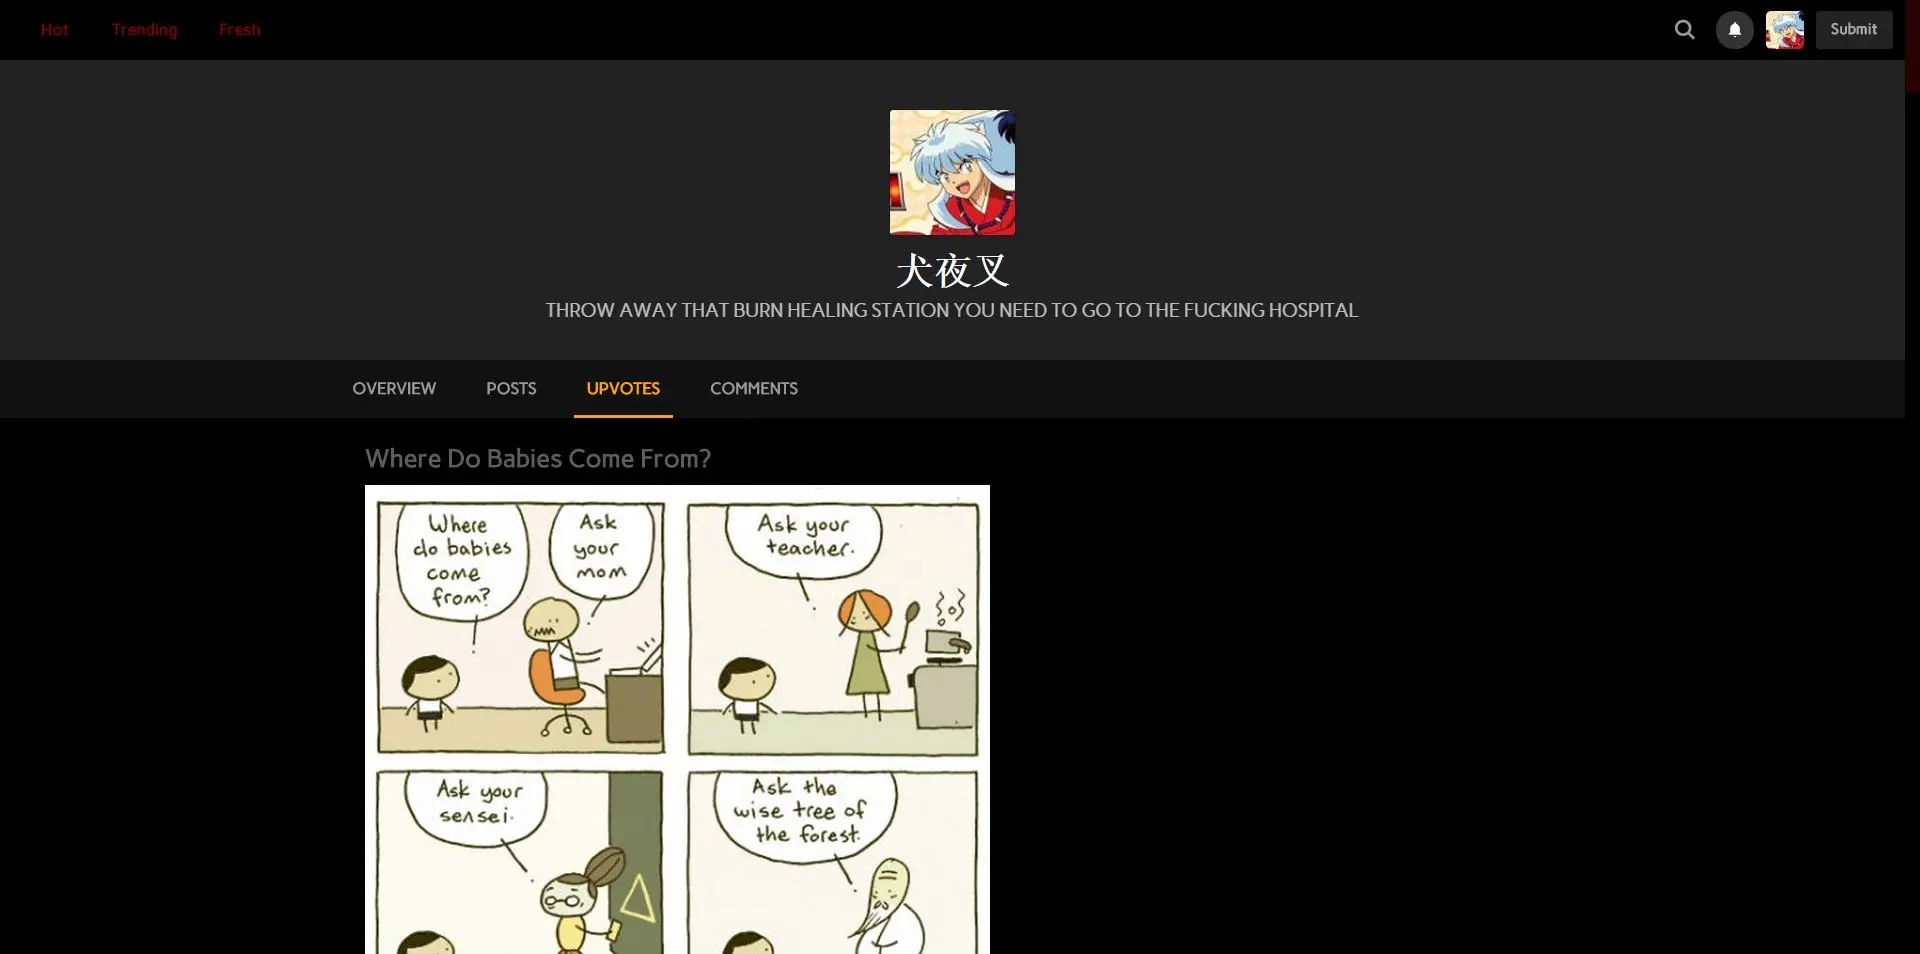 Hot Trending Fresh Submit
犬夜叉
THROW AWAY THAT BURN HEALING STATION YOU NEED TO GO TO THE FUCKING HOSPITAL
OVERVIEW POSTS UPVOTES COMMENTS
Where Do Babies Come From?
Where
do babies
come
from?
Ask
your
mom
Ask your
teacher.
Ask your
sensei.
Ask the
wise tree of
the forest.